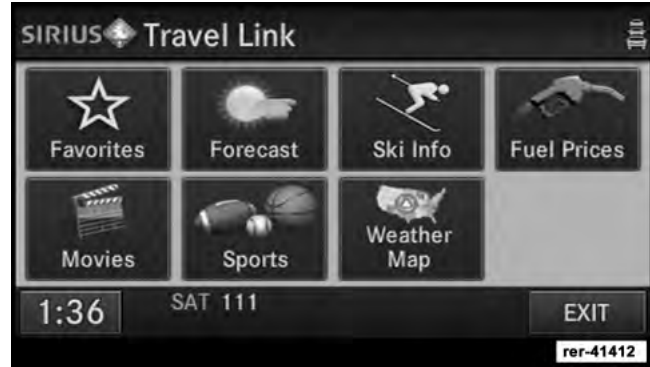 SIRIUS Travel Link
Favorites
Forecast
Ski Info
Fuel Prices
Movies
Sports
Weather
Map
1:36
SAT 111
EXIT
rer-41412